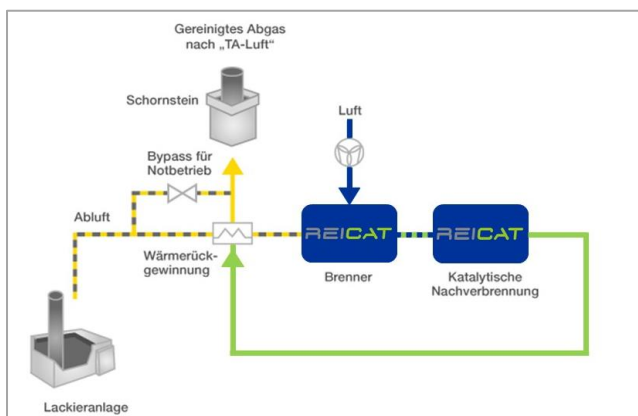 Gereinigtes Abgas
nach „TA-Luft“
Schornstein
Luft
Bypass für
Notbetrieb
Abluft
Wärmerück-
gewinnung
REICAT
REICAT
Brenner
Katalytische
Nachverbrennung
Lackieranlage